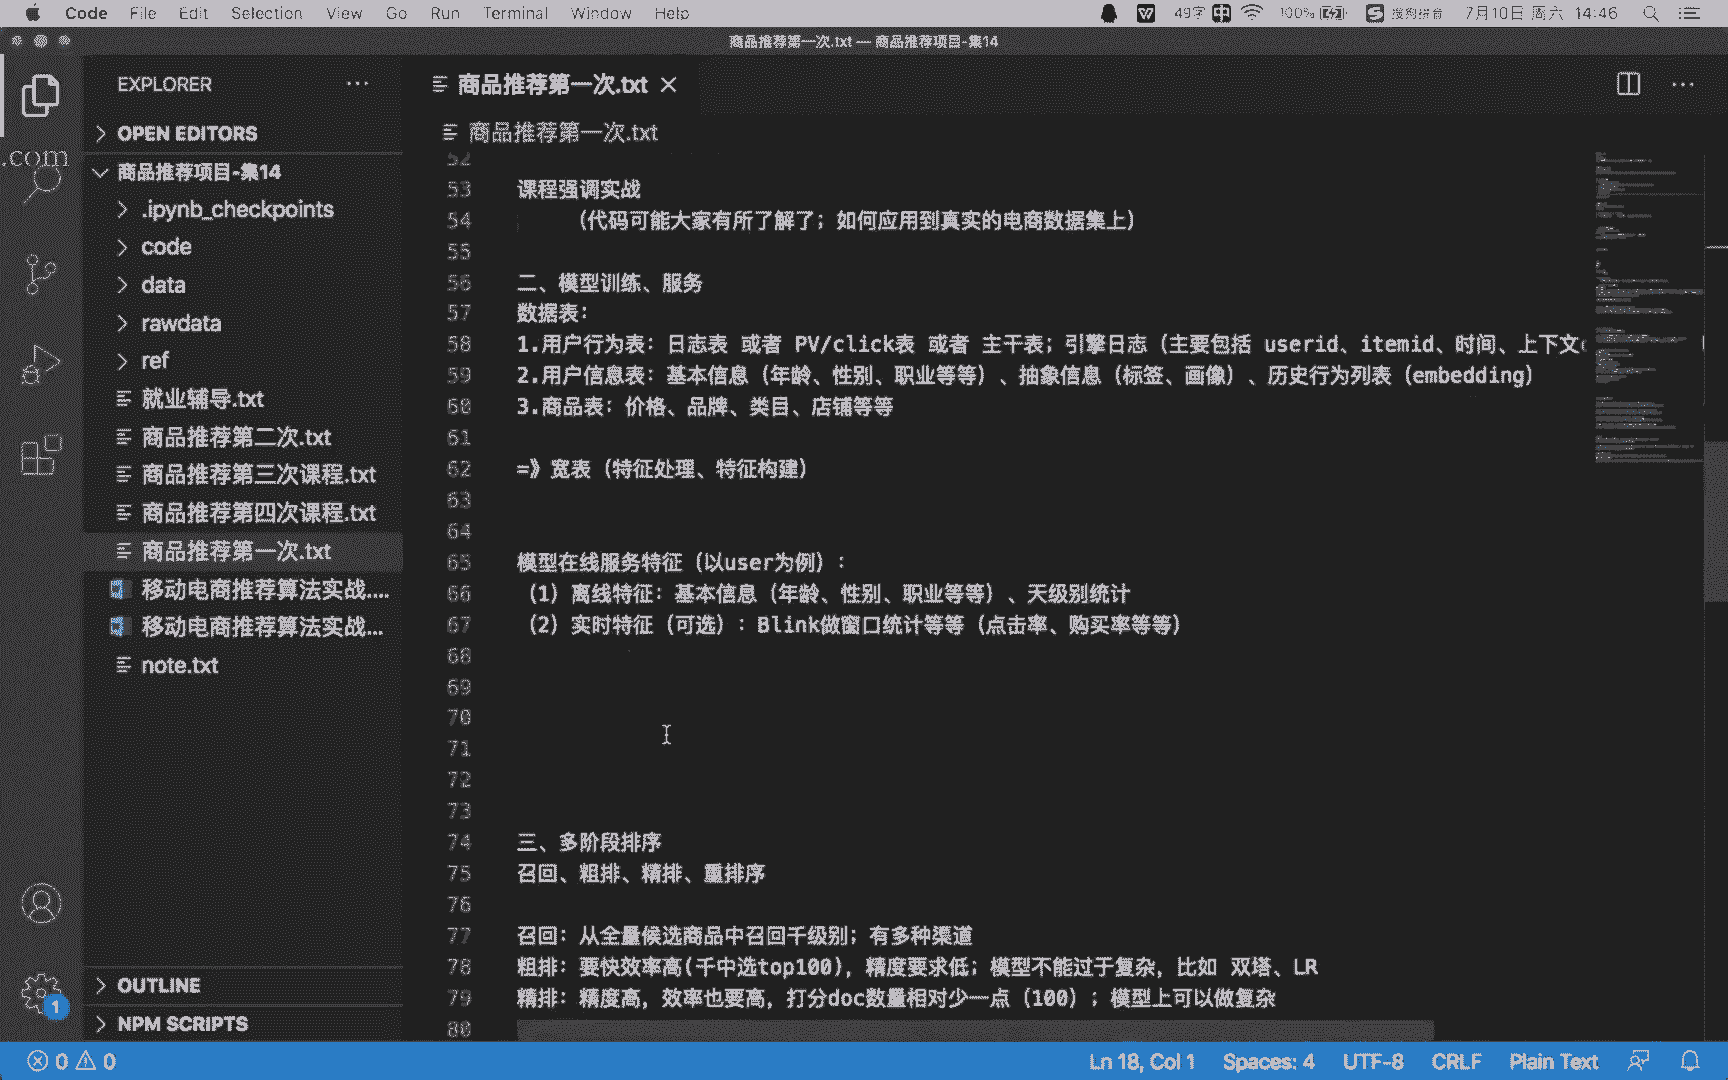 Code File Edit Selection View Go Run Terminal Window Help 49字 中 100% 搜狗拼音 7月10日 周六 14:46
商品推荐第一次.txt — 商品推荐项目-集14
EXPLORER
商品推荐第一次.txt
OPEN EDITORS
商品推荐第一次.txt
.com
商品推荐项目-集14
.ipynb_checkpoints
code
data
rawdata
ref
就业辅导.txt
商品推荐第二次.txt
商品推荐第三次课程.txt
商品推荐第四次课程.txt
商品推荐第一次.txt
移动电商推荐算法实战....
移动电商推荐算法实战...
note.txt
OUTLINE
NPM SCRIPTS
52
53 课程强调实战
54 （代码可能大家有所了解了；如何应用到真实的电商数据集上）
55
56 二、模型训练、服务
57 数据表：
58 1.用户行为表：日志表 或者 PV/click表 或者 主干表；引擎日志（主要包括 userid、itemid、时间、上下文
59 2.用户信息表：基本信息（年龄、性别、职业等等）、抽象信息（标签、画像）、历史行为列表（embedding）
60 3.商品表：价格、品牌、类目、店铺等等
61
62 =》宽表（特征处理、特征构建）
63
64
65 模型在线服务特征（以user为例）：
66 （1）离线特征：基本信息（年龄、性别、职业等等）、天级别统计
67 （2）实时特征（可选）：Blink做窗口统计等等（点击率、购买率等等）
68
69
70
71
72
73
74 三、多阶段排序
75 召回、粗排、精排、重排序
76
77 召回：从全量候选商品中召回千级别；有多种渠道
78 粗排：要快效率高(千中选top100)，精度要求低；模型不能过于复杂，比如 双塔、LR
79 精排：精度高，效率也要高，打分doc数量相对少一点（100）；模型上可以做复杂
80
1
0 0 Ln 18, Col 1 Spaces: 4 UTF-8 CRLF Plain Text